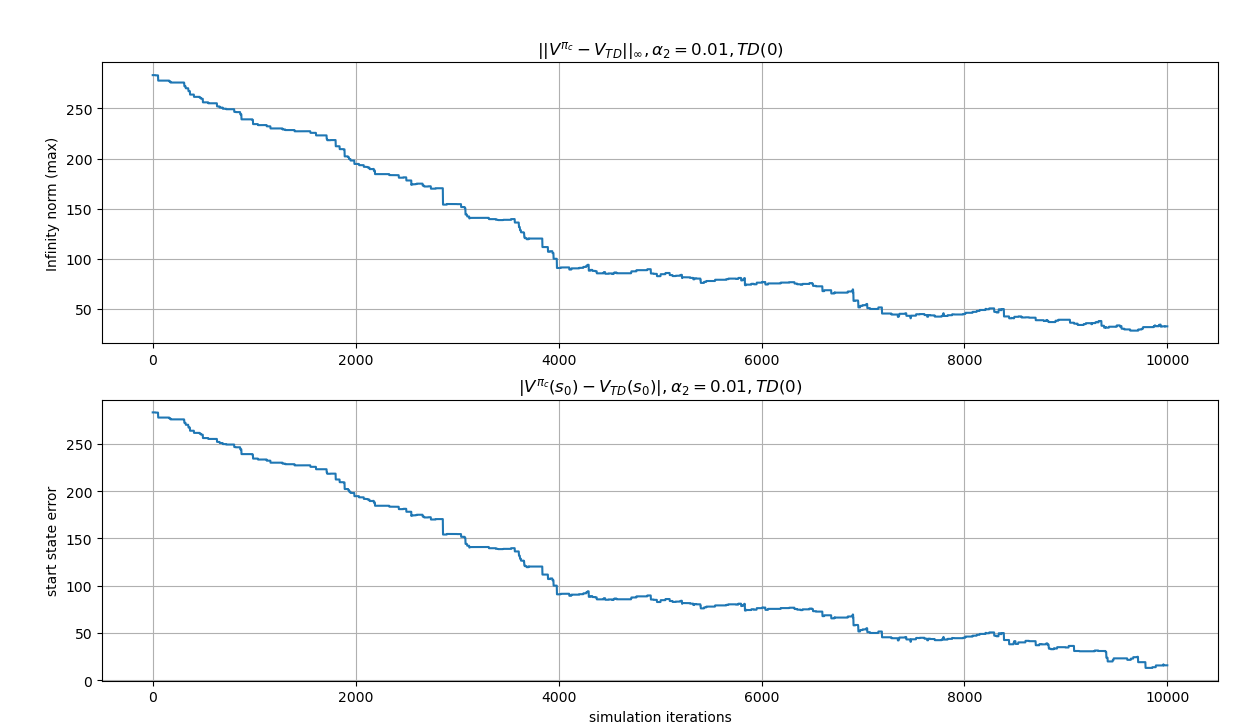 ||V^{π_c} − V_{TD}||_∞, α_2 = 0.01, TD(0)
Infinity norm (max)
250
200
150
100
50
0 2000 4000 6000 8000 10000
|V^{π_c}(s_0) − V_{TD}(s_0)|, α_2 = 0.01, TD(0)
start state error
250
200
150
100
50
0
0 2000 4000 6000 8000 10000
simulation iterations